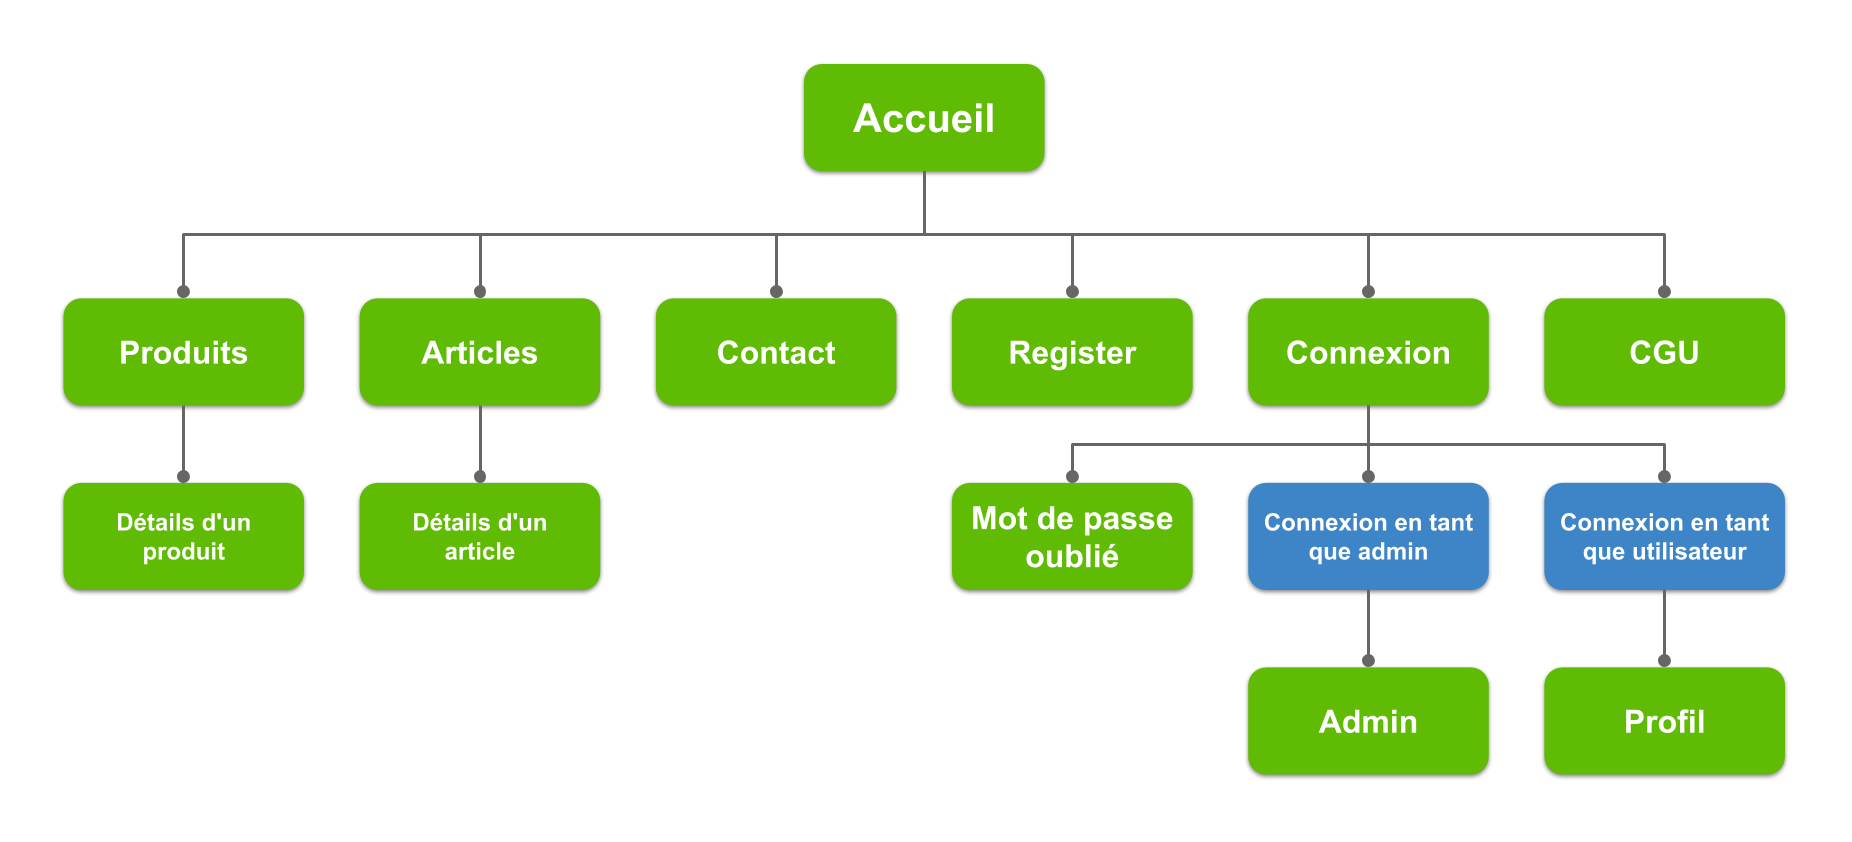 Accueil
Produits
Articles
Contact
Register
Connexion
CGU
Détails d'un
produit
Détails d'un
article
Mot de passe
oublié
Connexion en tant
que admin
Connexion en tant
que utilisateur
Admin
Profil